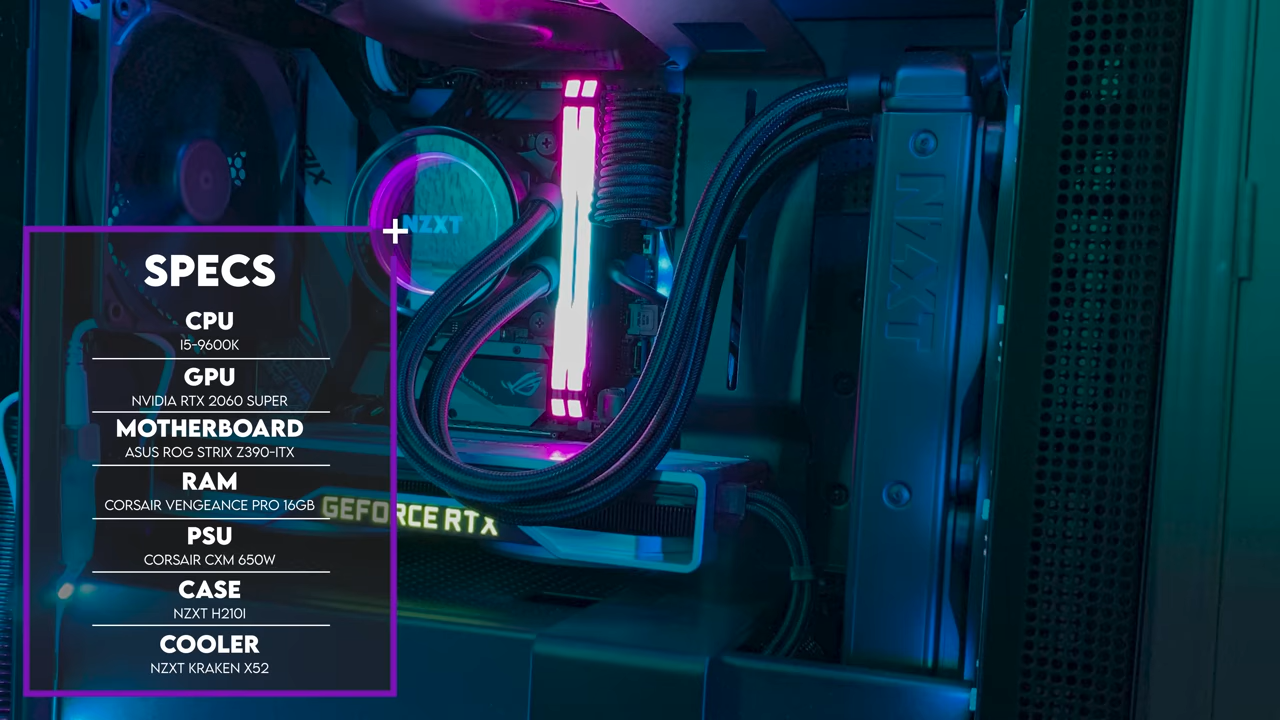 SPECS
CPU
I5-9600K
GPU
NVIDIA RTX 2060 SUPER
MOTHERBOARD
ASUS ROG STRIX Z390-ITX
RAM
CORSAIR VENGEANCE PRO 16GB
PSU
CORSAIR CXM 650W
CASE
NZXT H210I
COOLER
NZXT KRAKEN X52
NZXT
GEFORCE RTX
NZXT